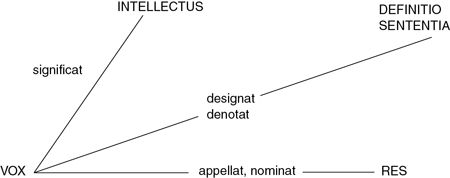 INTELLECTUS
DEFINITIO
SENTENTIA
significat
designat
denotat
VOX
appellat, nominat
RES